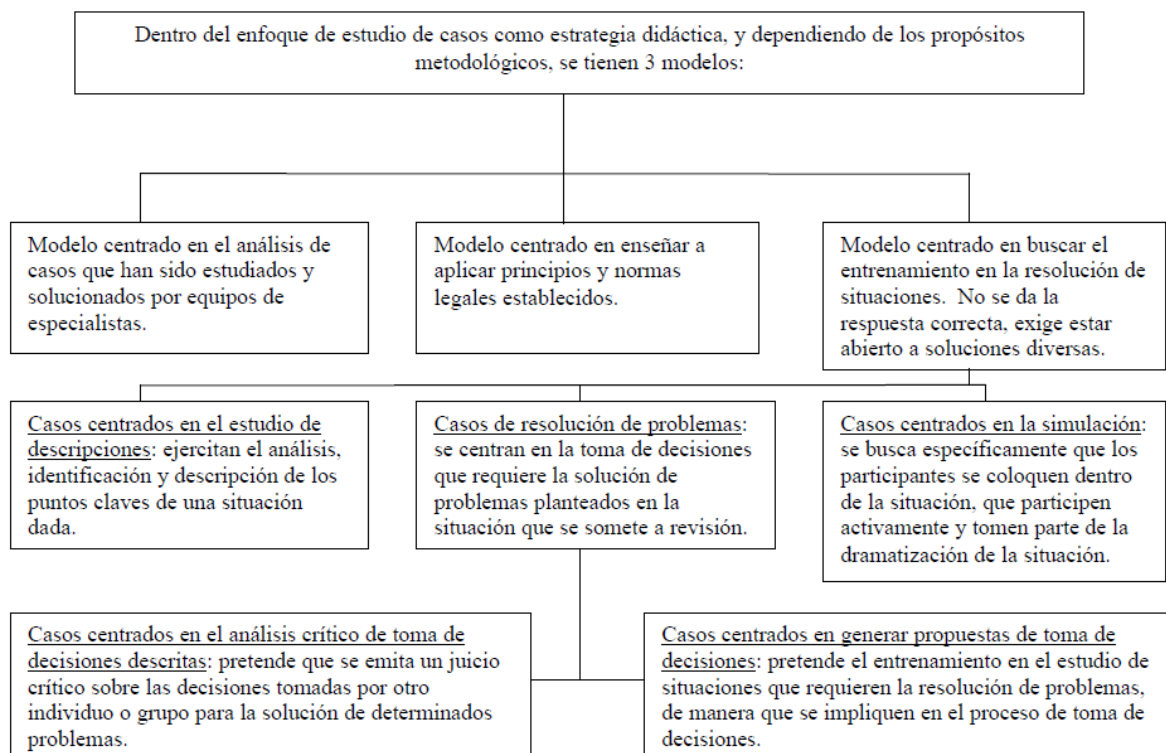 Dentro del enfoque de estudio de casos como estrategia didáctica, y dependiendo de los propósitos
metodológicos, se tienen 3 modelos:
Modelo centrado en el análisis de
casos que han sido estudiados y
solucionados por equipos de
especialistas.
Modelo centrado en enseñar a
aplicar principios y normas
legales establecidos.
Modelo centrado en buscar el
entrenamiento en la resolución de
situaciones. No se da la
respuesta correcta, exige estar
abierto a soluciones diversas.
Casos centrados en el estudio de
descripciones: ejercitan el análisis,
identificación y descripción de los
puntos claves de una situación
dada.
Casos de resolución de problemas:
se centran en la toma de decisiones
que requiere la solución de
problemas planteados en la
situación que se somete a revisión.
Casos centrados en la simulación:
se busca específicamente que los
participantes se coloquen dentro
de la situación, que participen
activamente y tomen parte de la
dramatización de la situación.
Casos centrados en el análisis crítico de toma de
decisiones descritas: pretende que se emita un juicio
crítico sobre las decisiones tomadas por otro
individuo o grupo para la solución de determinados
problemas.
Casos centrados en generar propuestas de toma de
decisiones: pretende el entrenamiento en el estudio de
situaciones que requieren la resolución de problemas,
de manera que se impliquen en el proceso de toma de
decisiones.